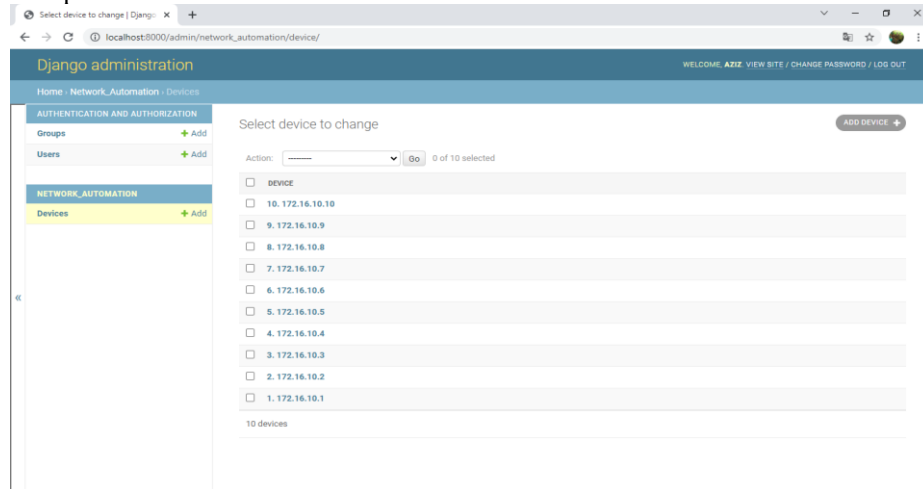 Select device to change | Django
localhost:8000/admin/network_automation/device/
Django administration
WELCOME, AZIZ. VIEW SITE / CHANGE PASSWORD / LOG OUT
Home › Network_Automation › Devices
AUTHENTICATION AND AUTHORIZATION
Groups + Add
Users + Add
NETWORK_AUTOMATION
Devices + Add
Select device to change
ADD DEVICE +
Action: --------- Go 0 of 10 selected
DEVICE
10. 172.16.10.10
9. 172.16.10.9
8. 172.16.10.8
7. 172.16.10.7
6. 172.16.10.6
5. 172.16.10.5
4. 172.16.10.4
3. 172.16.10.3
2. 172.16.10.2
1. 172.16.10.1
10 devices